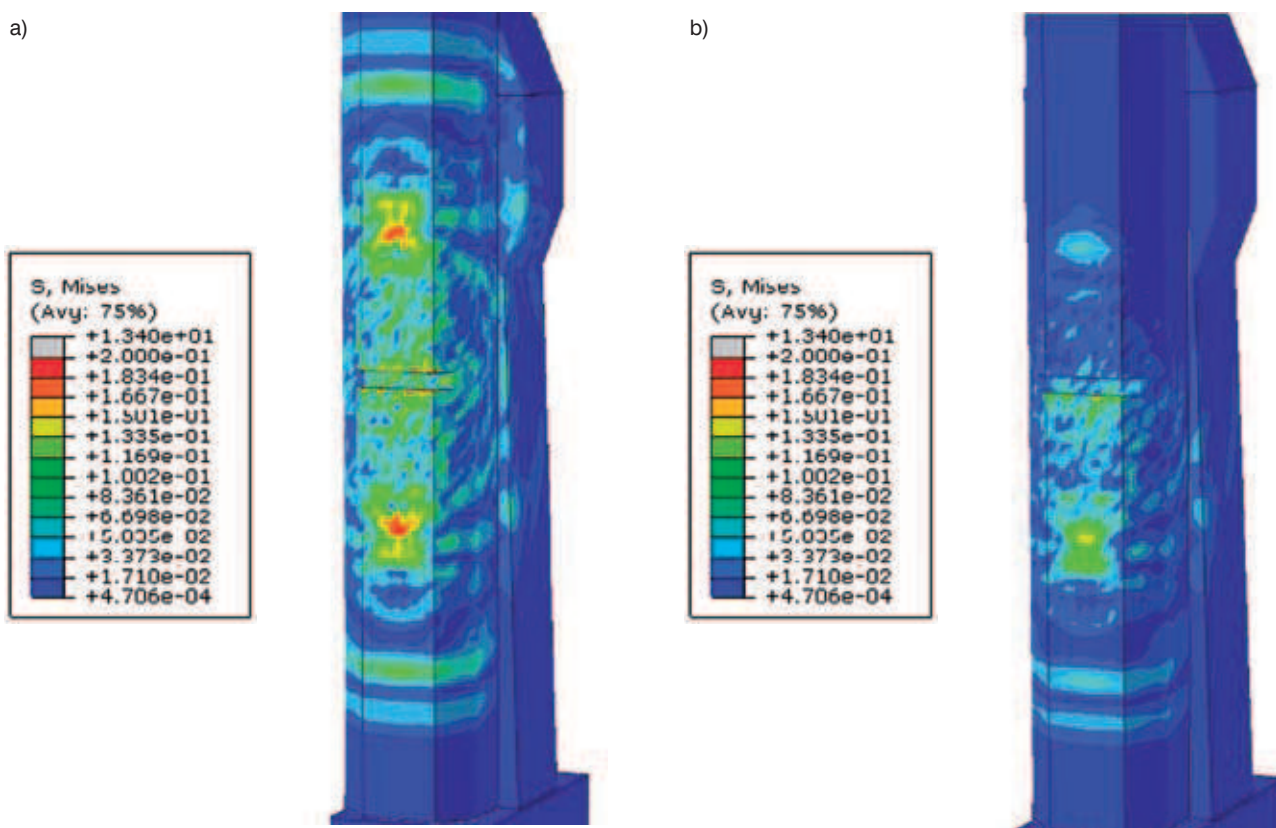 a)
b)
S, Mises
(Avg: 75%)
+1.340e+01
+2.000e-01
+1.834e-01
+1.667e-01
+1.501e-01
+1.335e-01
+1.169e-01
+1.002e-01
+8.361e-02
+6.698e-02
+5.035e-02
+3.373e-02
+1.710e-02
+4.706e-04
S, Mises
(Avg: 75%)
+1.340e+01
+2.000e-01
+1.834e-01
+1.667e-01
+1.501e-01
+1.335e-01
+1.169e-01
+1.002e-01
+8.361e-02
+6.698e-02
+5.035e-02
+3.373e-02
+1.710e-02
+4.706e-04